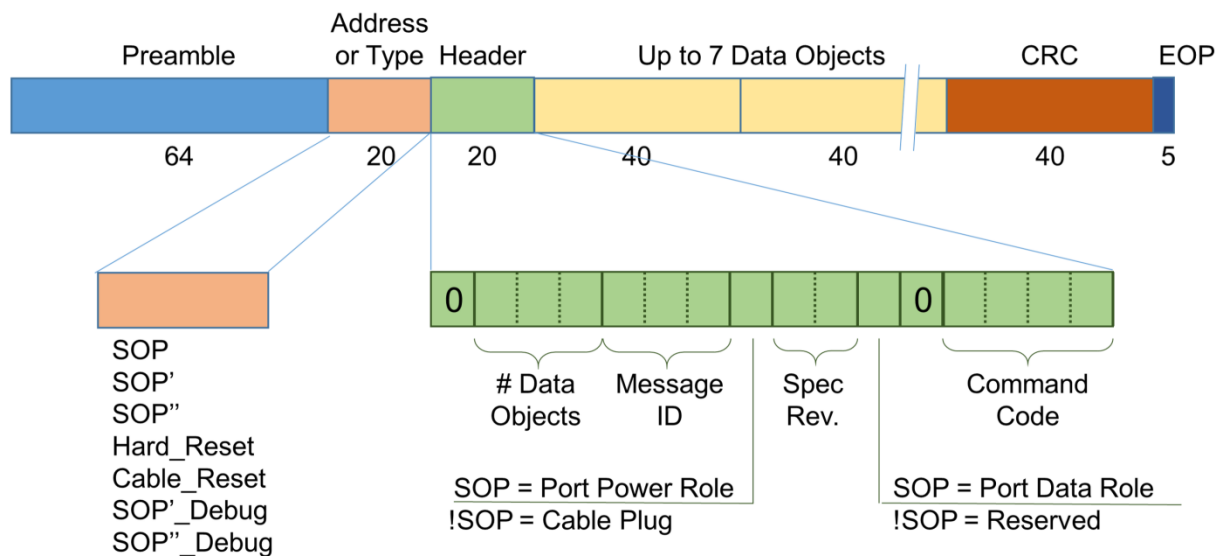 Address
or Type
Preamble
Header
Up to 7 Data Objects
CRC
EOP
64
20
20
40
40
40
5
0
0
SOP
SOP'
SOP''
Hard_Reset
Cable_Reset
SOP'_Debug
SOP''_Debug
# Data
Objects
Message
ID
Spec
Rev.
Command
Code
SOP = Port Power Role
!SOP = Cable Plug
SOP = Port Data Role
!SOP = Reserved